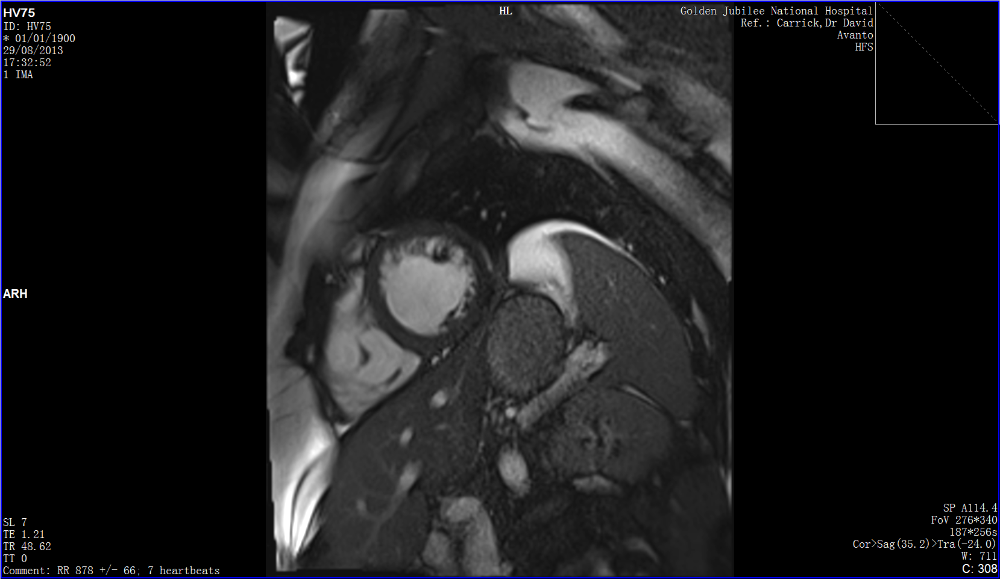 HV75
ID: HV75
* 01/01/1900
29/08/2013
17:32:52
1 IMA
HL
Golden Jubilee National Hospital
Ref.: Carrick,Dr David
Avanto
HFS
ARH
SL 7
TE 1.21
TR 48.62
TT 0
Comment: RR 878 +/- 66; 7 heartbeats
SP A114.4
FoV 276*340
187*256s
Cor>Sag(35.2)>Tra(-24.0)
W: 711
C: 308